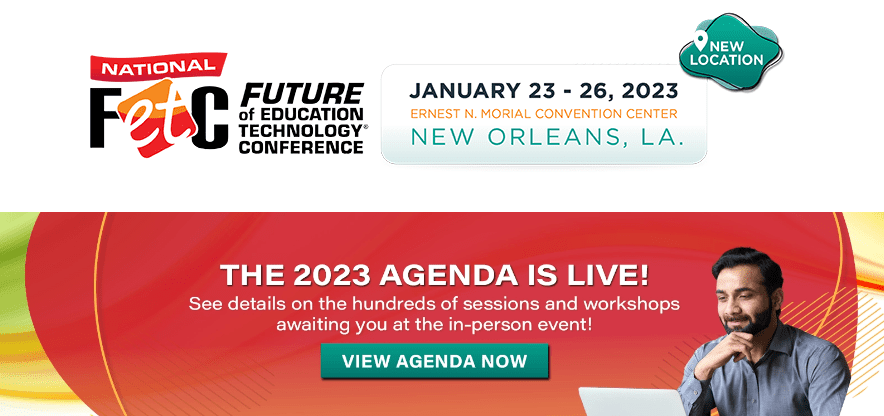 NATIONAL
FetC
FUTURE
of EDUCATION
TECHNOLOGY®
CONFERENCE
JANUARY 23 - 26, 2023
ERNEST N. MORIAL CONVENTION CENTER
NEW ORLEANS, LA.
NEW
LOCATION
THE 2023 AGENDA IS LIVE!
See details on the hundreds of sessions and workshops
awaiting you at the in-person event!
VIEW AGENDA NOW